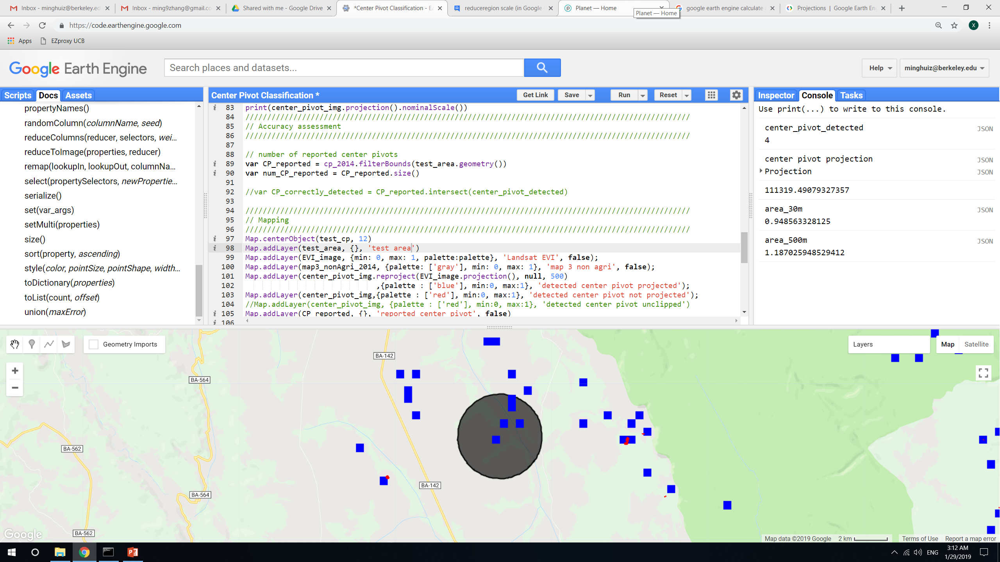 Inbox - minghuiz@berkeley.ed
Inbox - ming9zhang@gmail.co
Shared with me - Google Drive
*Center Pivot Classification - Ea
reduceregion scale (in Google
Planet — Home
google earth engine calculate
Projections | Google Earth En
Planet — Home
https://code.earthengine.google.com
X
Apps
EZproxy UCB
Google Earth Engine
Search places and datasets...
Help
minghuiz@berkeley.edu
Scripts
Docs
Assets
propertyNames()
randomColumn(columnName, seed)
reduceColumns(reducer, selectors, wei...
reduceToImage(properties, reducer)
remap(lookupIn, lookupOut, columnNa...
select(propertySelectors, newPropertie...
serialize()
set(var_args)
setMulti(properties)
size()
sort(property, ascending)
style(color, pointSize, pointShape, width...
toDictionary(properties)
toList(count, offset)
union(maxError)
Center Pivot Classification *
Get Link
Save
Run
Reset
83 print(center_pivot_img.projection().nominalScale())
84 ///////////////////////////////////////////////////////////////////////////////////////////////////////
85 // Accuracy assessment
86 ///////////////////////////////////////////////////////////////////////////////////////////////////////
87
88 // number of reported center pivots
89 var CP_reported = cp_2014.filterBounds(test_area.geometry())
90 var num_CP_reported = CP_reported.size()
91
92 //var CP_correctly_detected = CP_reported.intersect(center_pivot_detected)
93
94 ///////////////////////////////////////////////////////////////////////////////////////////////////////
95 // Mapping
96 ///////////////////////////////////////////////////////////////////////////////////////////////////////
97 Map.centerObject(test_cp, 12)
98 Map.addLayer(test_area, {}, 'test area')
99 Map.addLayer(EVI_image, {min: 0, max: 1, palette:palette}, 'Landsat EVI', false);
100 Map.addLayer(map3_nonAgri_2014, {palette: ['gray'], min: 0, max: 1}, 'map 3 non agri', false);
101 Map.addLayer(center_pivot_img.reproject(EVI_image.projection(), null, 500)
102 ,{palette : ['blue'], min:0, max:1}, 'detected center pivot projected');
103 Map.addLayer(center_pivot_img,{palette : ['red'], min:0, max:1}, 'detected center pivot not projected');
104 //Map.addLayer(center_pivot_img, {palette : ['red'], min:0, max:1}, 'detected center pivot unclipped')
105 Map.addLayer(CP_reported, {}, 'reported center pivot', false)
106
Inspector
Console
Tasks
Use print(...) to write to this console.
center_pivot_detected JSON
4
center pivot projection JSON
Projection JSON
111319.49079327357
area_30m JSON
0.948563328125
area_500m JSON
1.187025948529412
Geometry Imports
Layers
Map
Satellite
+
−
BA-142
BA-564
BA-562
BA-142
BA-564
BA-562
Google
Map data ©2019 Google
2 km
Terms of Use
Report a map error
ENG
3:12 AM
1/29/2019